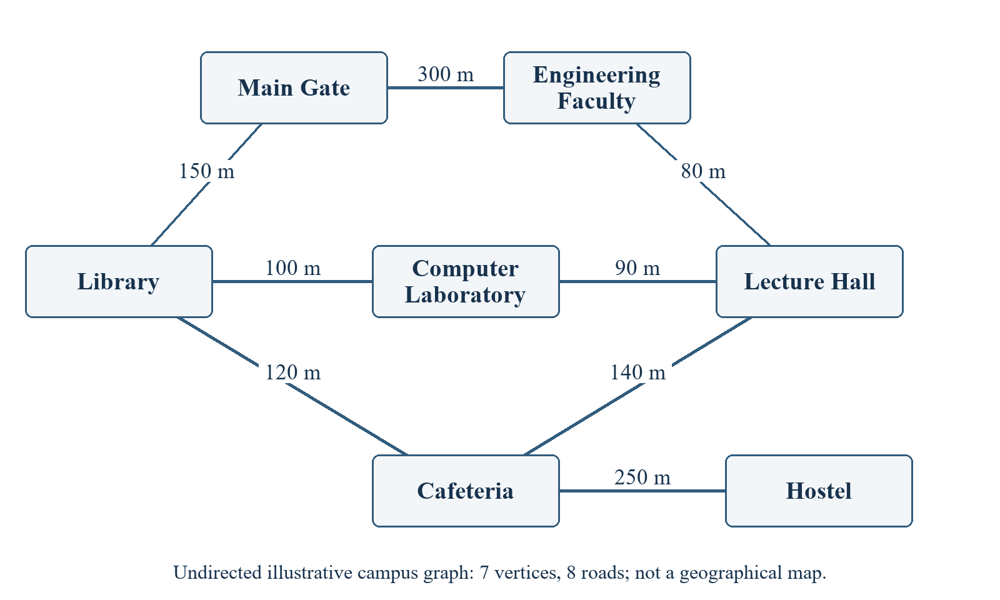 Main Gate
300 m
Engineering
Faculty
150 m
80 m
Library
100 m
Computer
Laboratory
90 m
Lecture Hall
120 m
140 m
Cafeteria
250 m
Hostel
Undirected illustrative campus graph: 7 vertices, 8 roads; not a geographical map.